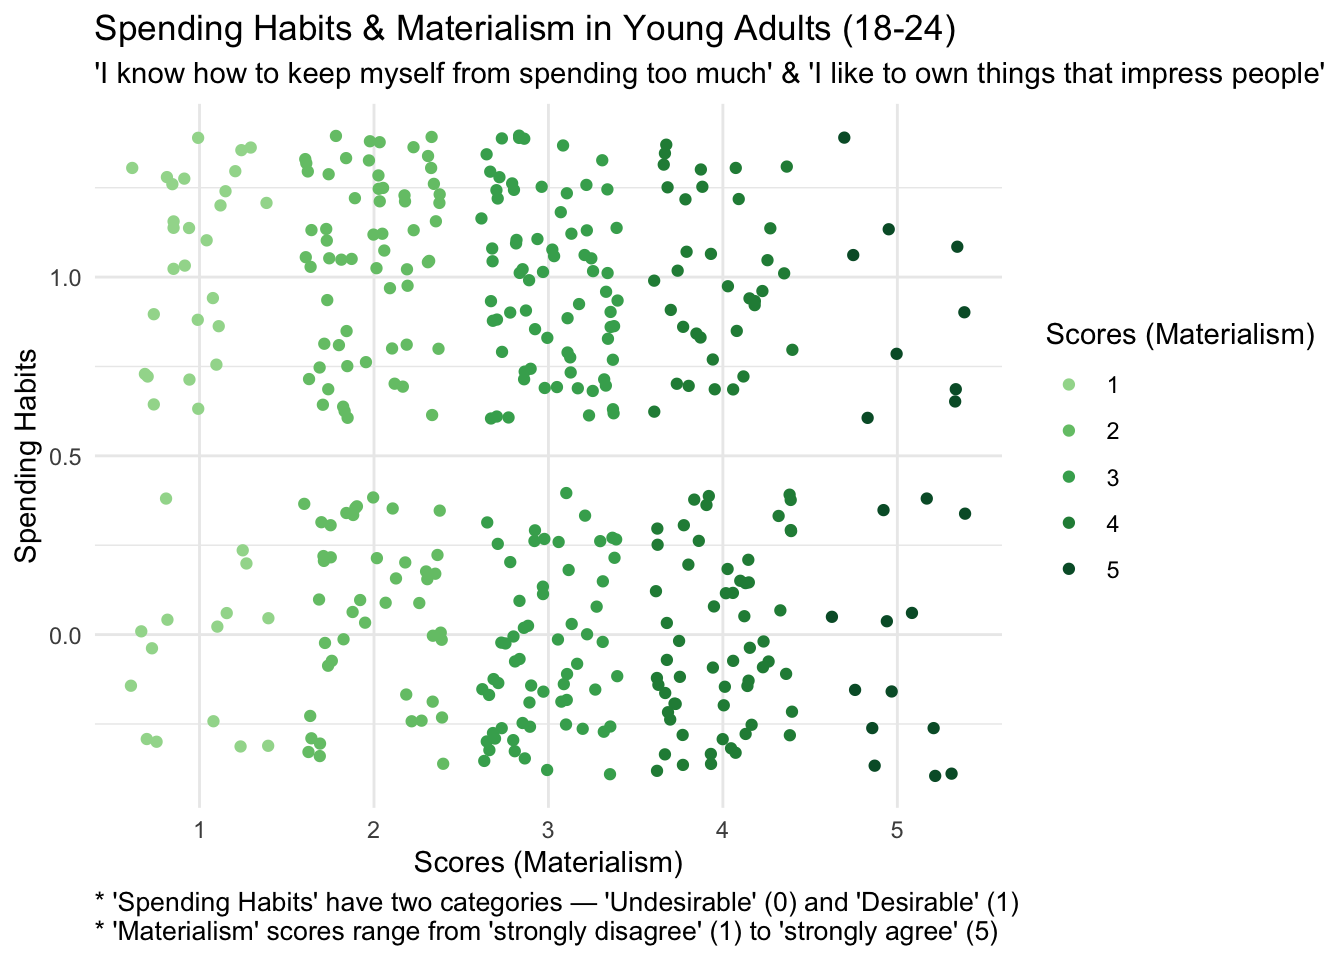 Spending Habits & Materialism in Young Adults (18-24)
'I know how to keep myself from spending too much' & 'I like to own things that impress people'
Spending Habits
1.0
0.5
0.0
1 2 3 4 5
Scores (Materialism)
Scores (Materialism)
1
2
3
4
5
* 'Spending Habits' have two categories — 'Undesirable' (0) and 'Desirable' (1)
* 'Materialism' scores range from 'strongly disagree' (1) to 'strongly agree' (5)